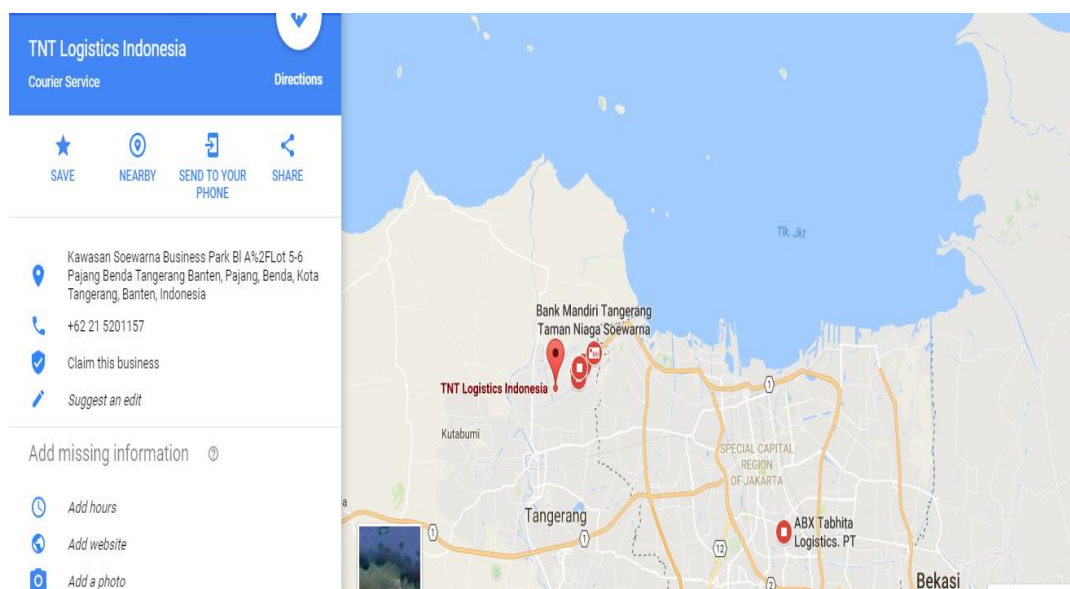 TNT Logistics Indonesia
Courier Service
Directions
SAVE
NEARBY
SEND TO YOUR
PHONE
SHARE
Kawasan Soewarna Business Park Bl A%2FLot 5-6
Pajang Benda Tangerang Banten, Pajang, Benda, Kota
Tangerang, Banten, Indonesia
+62 21 5201157
Claim this business
Suggest an edit
Add missing information
Add hours
Add website
Add a photo
Tlk. Jkt
Bank Mandiri Tangerang
Taman Niaga Soewarna
TNT Logistics Indonesia
1
Kutabumi
SPECIAL CAPITAL
REGION
OF JAKARTA
a
Tangerang
1
1
12
ABX Tabhita
Logistics. PT
2
Bekasi